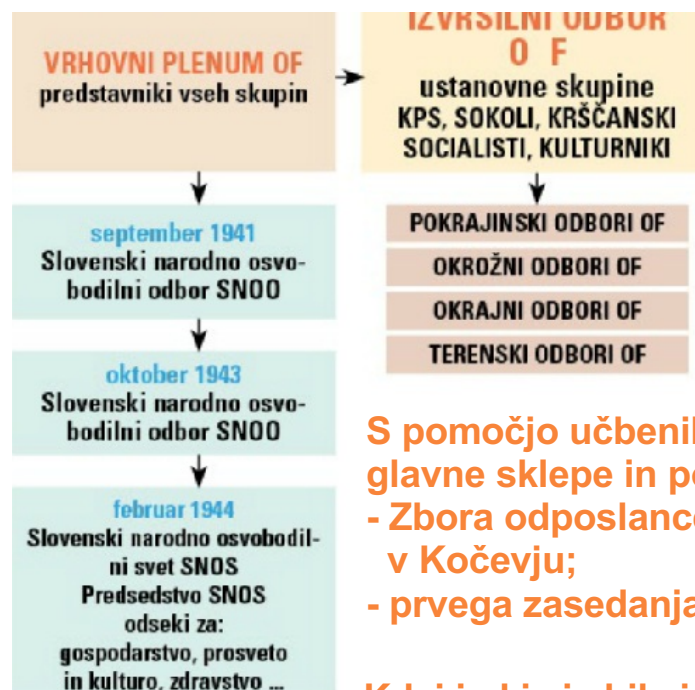 VRHOVNI PLENUM OF
predstavniki vseh skupin
IZVRŠILNI ODBOR
O F
ustanovne skupine
KPS, SOKOLI, KRŠČANSKI
SOCIALISTI, KULTURNIKI
september 1941
Slovenski narodno osvo-
bodilni odbor SNOO
oktober 1943
Slovenski narodno osvo-
bodilni odbor SNOO
februar 1944
Slovenski narodno osvobodil-
ni svet SNOS
Predsedstvo SNOS
odseki za:
gospodarstvo, prosveto
in kulturo, zdravstvo ...
POKRAJINSKI ODBORI OF
OKROŽNI ODBORI OF
OKRAJNI ODBORI OF
TERENSKI ODBORI OF
S pomočjo
glavne sklepe in
- Zbora
v Kočevju;
- prvega zasedanja